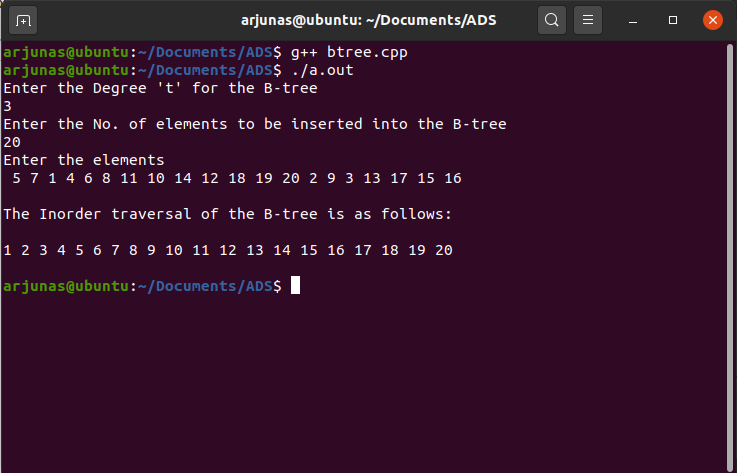 arjunas@ubuntu: ~/Documents/ADS
arjunas@ubuntu:~/Documents/ADS$ g++ btree.cpp
arjunas@ubuntu:~/Documents/ADS$ ./a.out
Enter the Degree 't' for the B-tree
3
Enter the No. of elements to be inserted into the B-tree
20
Enter the elements
5 7 1 4 6 8 11 10 14 12 18 19 20 2 9 3 13 17 15 16
The Inorder traversal of the B-tree is as follows:
1 2 3 4 5 6 7 8 9 10 11 12 13 14 15 16 17 18 19 20
arjunas@ubuntu:~/Documents/ADS$